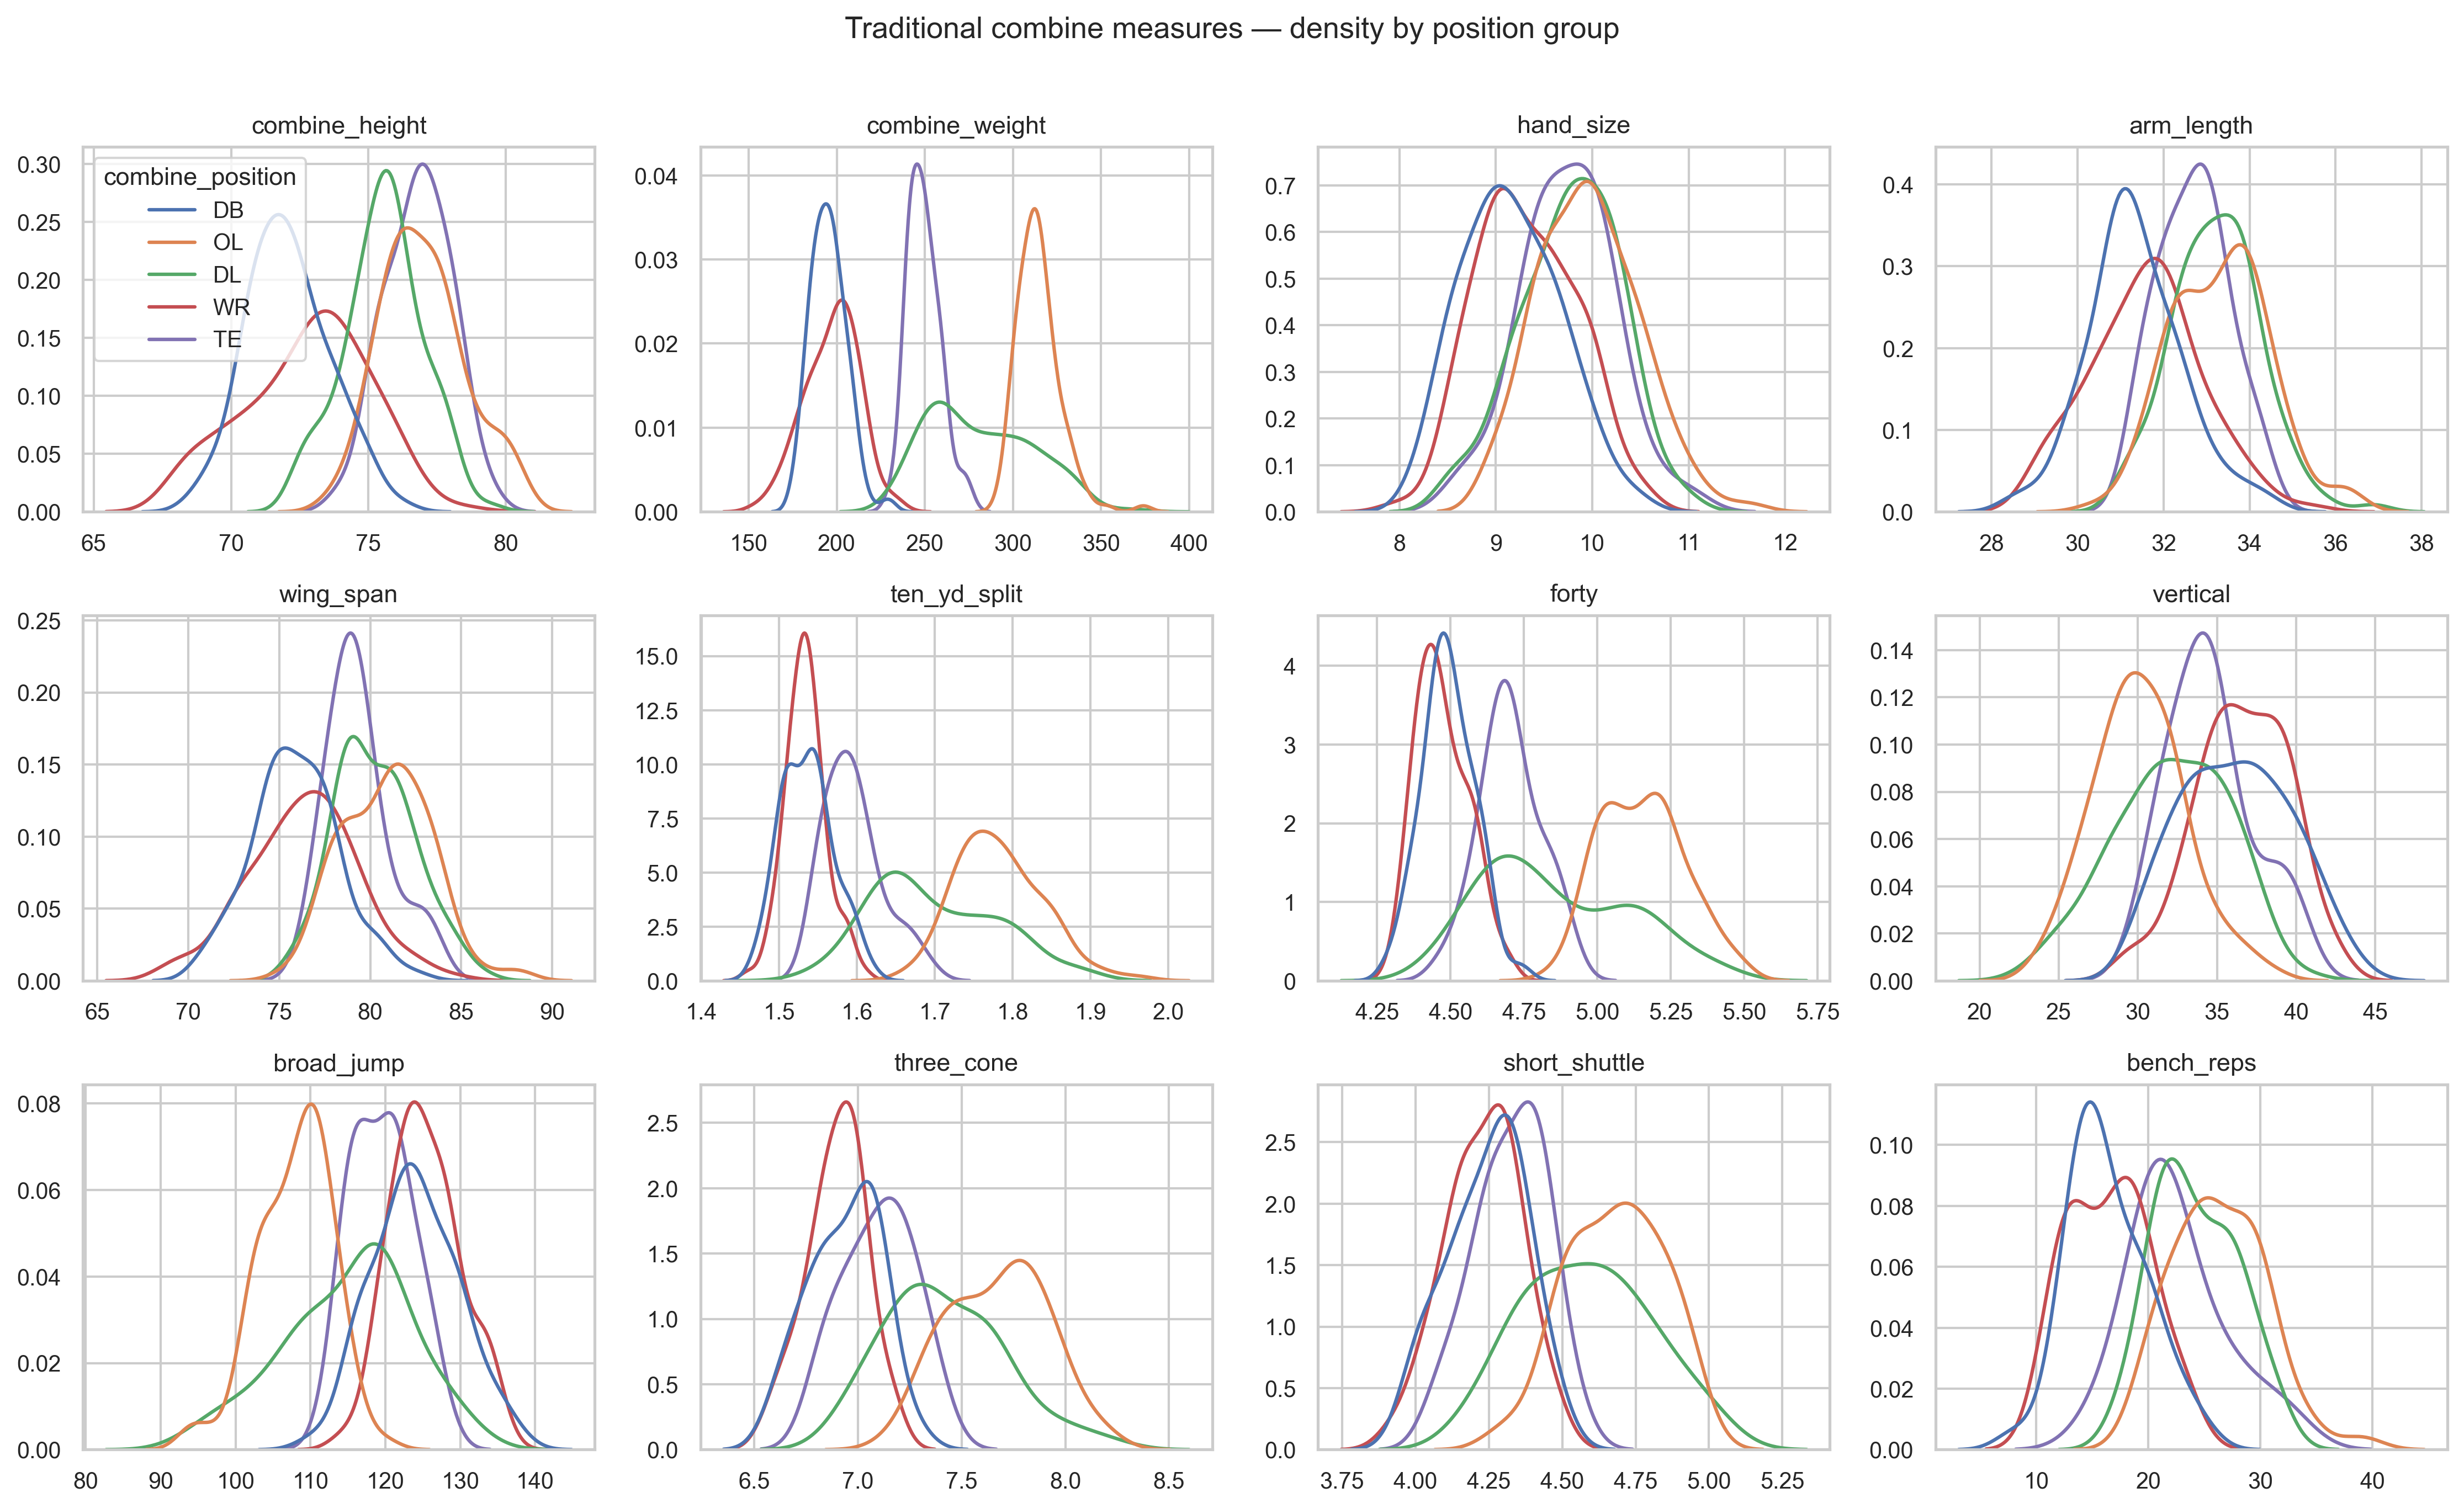 Traditional combine measures — density by position group
combine_height
combine_weight
hand_size
arm_length
0.30
0.25
0.20
0.15
0.10
0.05
0.00
65 70 75 80
combine_position
DB
OL
DL
WR
TE
0.04
0.03
0.02
0.01
0.00
150 200 250 300 350 400
0.7
0.6
0.5
0.4
0.3
0.2
0.1
0.0
8 9 10 11 12
0.4
0.3
0.2
0.1
0.0
28 30 32 34 36 38
wing_span
ten_yd_split
forty
vertical
0.25
0.20
0.15
0.10
0.05
0.00
65 70 75 80 85 90
15.0
12.5
10.0
7.5
5.0
2.5
0.0
1.4 1.5 1.6 1.7 1.8 1.9 2.0
4
3
2
1
0
4.25 4.50 4.75 5.00 5.25 5.50 5.75
0.14
0.12
0.10
0.08
0.06
0.04
0.02
0.00
20 25 30 35 40 45
broad_jump
three_cone
short_shuttle
bench_reps
0.08
0.06
0.04
0.02
0.00
80 90 100 110 120 130 140
2.5
2.0
1.5
1.0
0.5
0.0
6.5 7.0 7.5 8.0 8.5
2.5
2.0
1.5
1.0
0.5
0.0
3.75 4.00 4.25 4.50 4.75 5.00 5.25
0.10
0.08
0.06
0.04
0.02
0.00
10 20 30 40